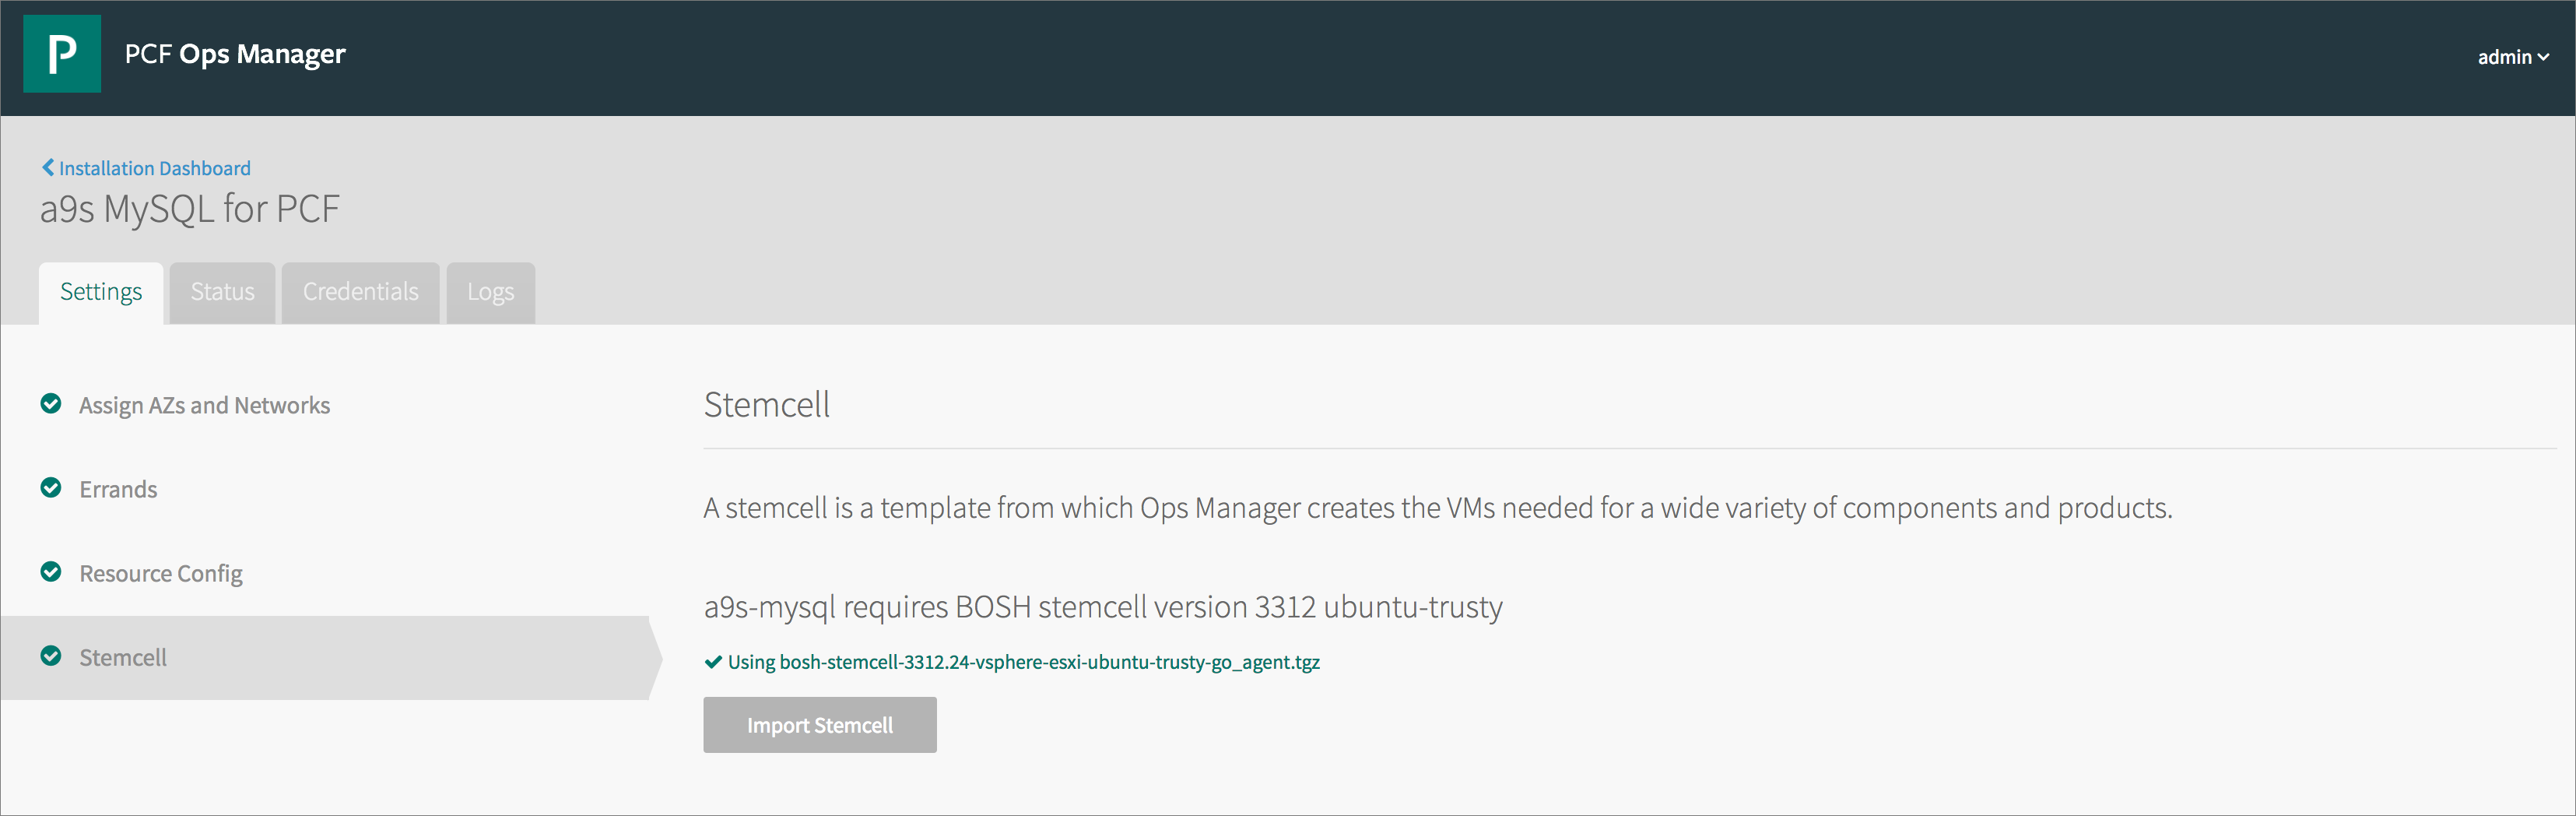 P
PCF Ops Manager
admin
Installation Dashboard
a9s MySQL for PCF
Settings
Status
Credentials
Logs
Assign AZs and Networks
Errands
Resource Config
Stemcell
Stemcell
A stemcell is a template from which Ops Manager creates the VMs needed for a wide variety of components and products.
a9s-mysql requires BOSH stemcell version 3312 ubuntu-trusty
Using bosh-stemcell-3312.24-vsphere-esxi-ubuntu-trusty-go_agent.tgz
Import Stemcell